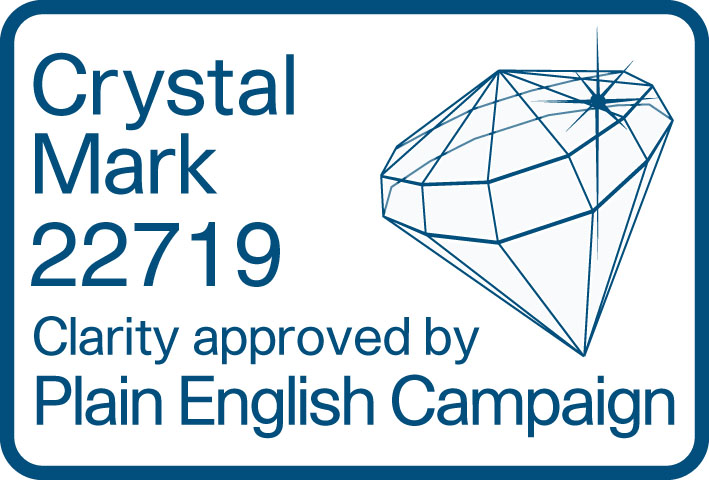 Crystal
Mark
22719
Clarity approved by
Plain English Campaign